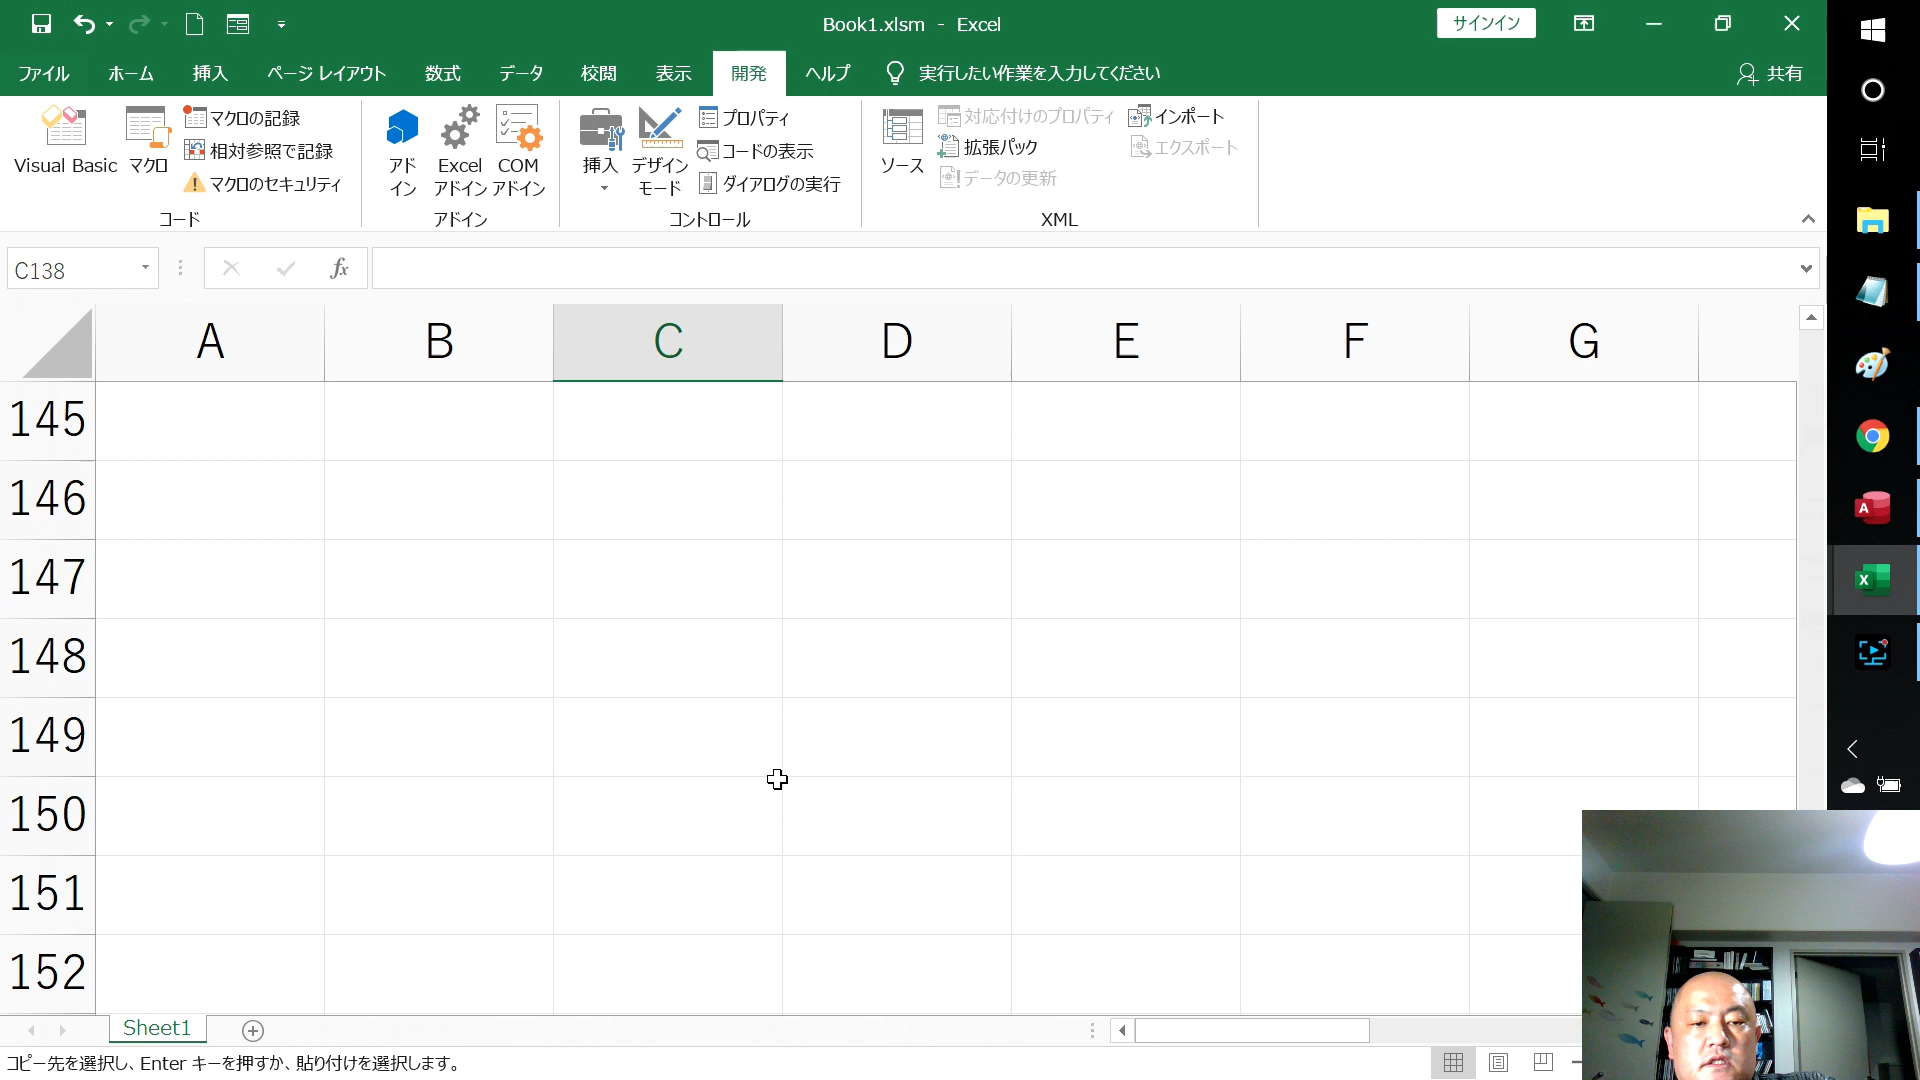 Book1.xlsm - Excel
サインイン
ファイル ホーム 挿入 ページ レイアウト 数式 データ 校閲 表示 開発 ヘルプ 実行したい作業を入力してください 共有
Visual Basic
マクロ
マクロの記録
相対参照で記録
マクロのセキュリティ
コード
アド
イン
Excel
アドイン
COM
アドイン
アドイン
挿入
デザイン
モード
プロパティ
コードの表示
ダイアログの実行
コントロール
ソース
対応付けのプロパティ
拡張パック
データの更新
インポート
エクスポート
XML
C138
fx
A B C D E F G
145
146
147
148
149
150
151
152
Sheet1
コピー先を選択し、Enter キーを押すか、貼り付けを選択します。